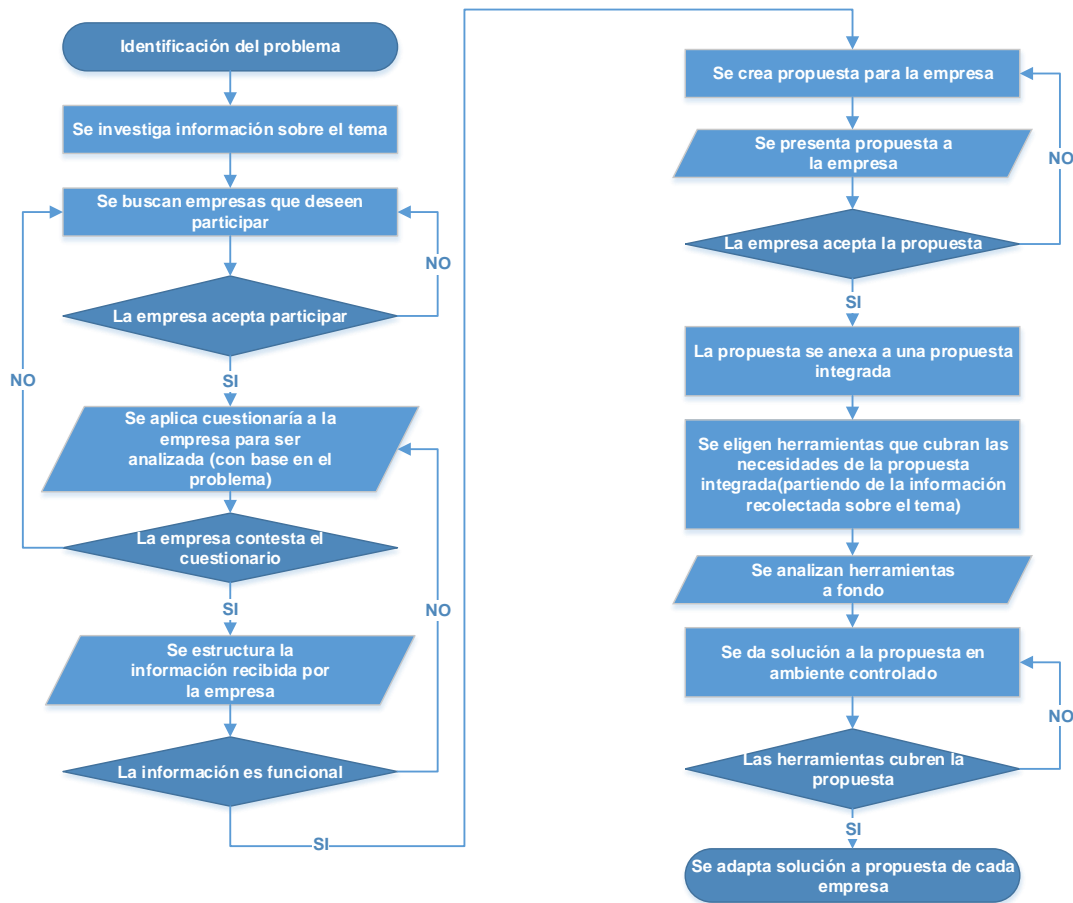 Identificación del problema
Se investiga información sobre el tema
Se buscan empresas que deseen
participar
NO
La empresa acepta participar
SI
NO
Se aplica cuestionaría a la
empresa para ser
analizada (con base en el
problema)
La empresa contesta el
cuestionario
SI
NO
Se estructura la
información recibida por
la empresa
La información es funcional
SI
Se crea propuesta para la empresa
Se presenta propuesta a
la empresa
NO
La empresa acepta la propuesta
SI
La propuesta se anexa a una propuesta
integrada
Se eligen herramientas que cubran las
necesidades de la propuesta
integrada(partiendo de la información
recolectada sobre el tema)
Se analizan herramientas
a fondo
Se da solución a la propuesta en
ambiente controlado
NO
Las herramientas cubren la
propuesta
SI
Se adapta solución a propuesta de cada
empresa